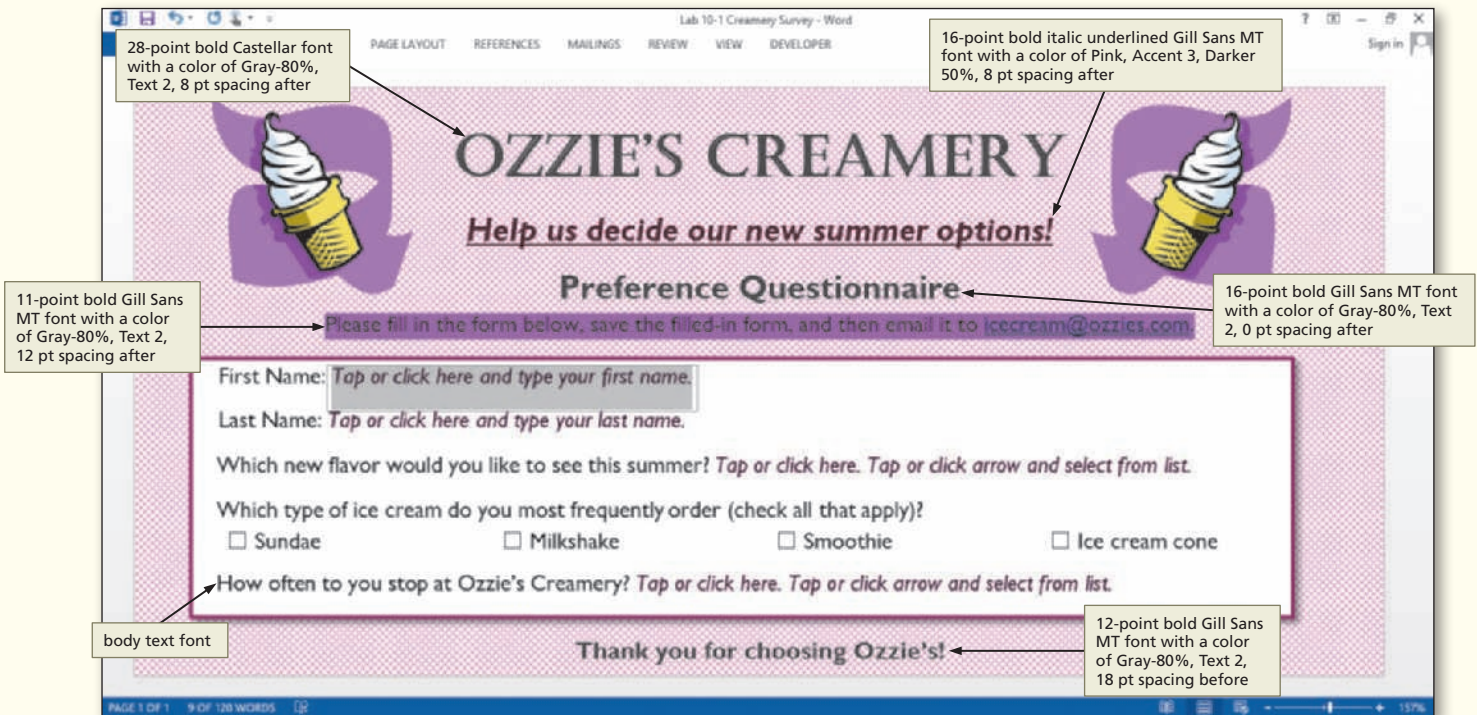 Lab 10-1 Creamery Survey - Word
PAGE LAYOUT REFERENCES MAILINGS REVIEW VIEW DEVELOPER
Sign in
28-point bold Castellar font
with a color of Gray-80%,
Text 2, 8 pt spacing after
16-point bold italic underlined Gill Sans MT
font with a color of Pink, Accent 3, Darker
50%, 8 pt spacing after
OZZIE'S CREAMERY
Help us decide our new summer options!
Preference Questionnaire
11-point bold Gill Sans
MT font with a color
of Gray-80%, Text 2,
12 pt spacing after
16-point bold Gill Sans MT font
with a color of Gray-80%, Text
2, 0 pt spacing after
Please fill in the form below, save the filled-in form, and then email it to icecream@ozzies.com.
First Name: Tap or click here and type your first name.
Last Name: Tap or click here and type your last name.
Which new flavor would you like to see this summer? Tap or click here. Tap or click arrow and select from list.
Which type of ice cream do you most frequently order (check all that apply)?
Sundae Milkshake Smoothie Ice cream cone
How often to you stop at Ozzie's Creamery? Tap or click here. Tap or click arrow and select from list.
body text font
12-point bold Gill Sans
MT font with a color
of Gray-80%, Text 2,
18 pt spacing before
Thank you for choosing Ozzie's!
PAGE 1 OF 1 9 OF 120 WORDS 157%